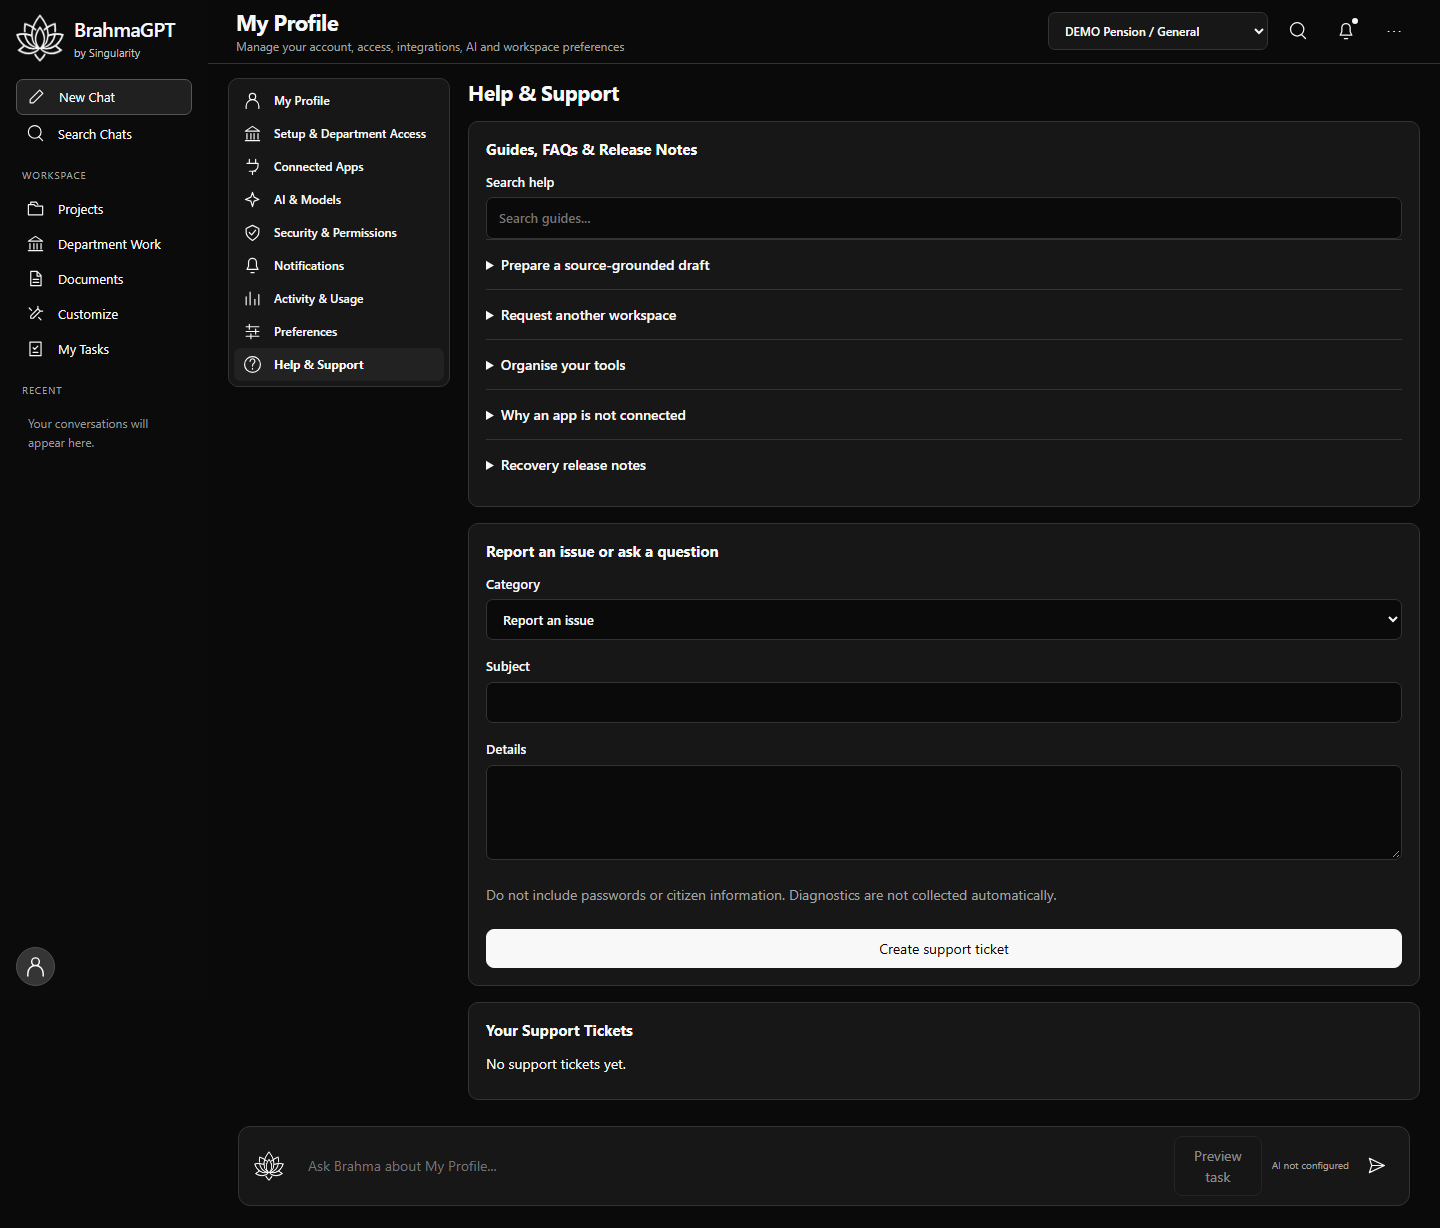 BrahmaGPT
by Singularity
New Chat
Search Chats
WORKSPACE
Projects
Department Work
Documents
Customize
My Tasks
RECENT
Your conversations will
appear here.
My Profile
Manage your account, access, integrations, AI and workspace preferences
DEMO Pension / General
...
My Profile
Setup & Department Access
Connected Apps
AI & Models
Security & Permissions
Notifications
Activity & Usage
Preferences
Help & Support
Help & Support
Guides, FAQs & Release Notes
Search help
Search guides...
Prepare a source-grounded draft
Request another workspace
Organise your tools
Why an app is not connected
Recovery release notes
Report an issue or ask a question
Category
Report an issue
Subject
Details
Do not include passwords or citizen information. Diagnostics are not collected automatically.
Create support ticket
Your Support Tickets
No support tickets yet.
Ask Brahma about My Profile...
Preview
task
AI not configured